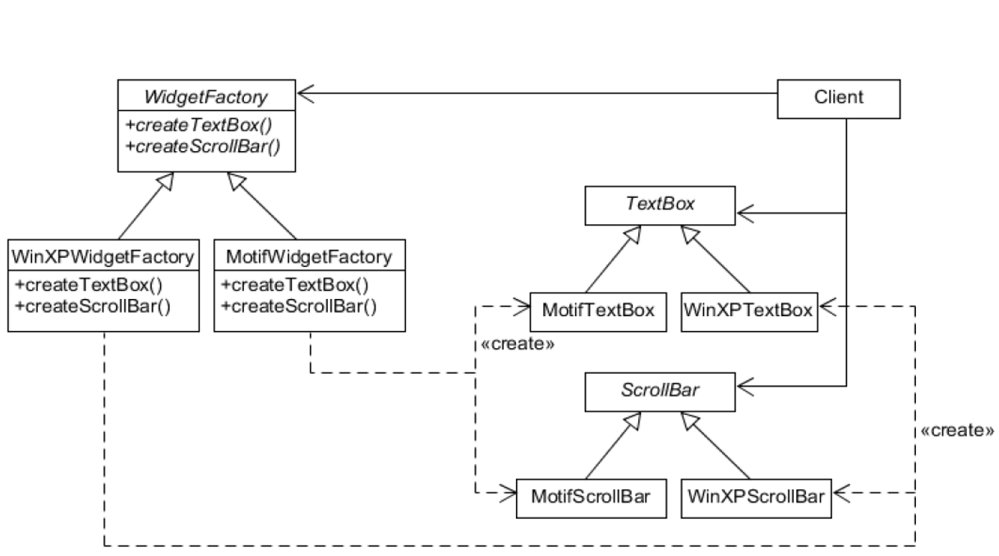 WidgetFactory
+createTextBox()
+createScrollBar()
Client
TextBox
WinXPWidgetFactory
+createTextBox()
+createScrollBar()
MotifWidgetFactory
+createTextBox()
+createScrollBar()
MotifTextBox
WinXPTextBox
«create»
ScrollBar
«create»
MotifScrollBar
WinXPScrollBar